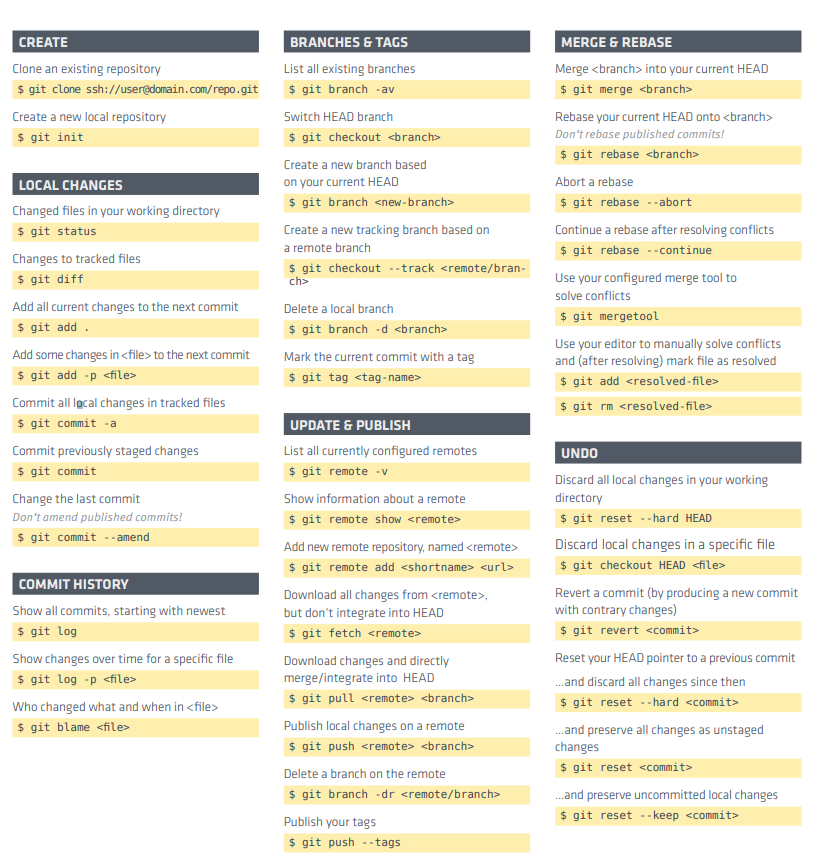 CREATE
Clone an existing repository
$ git clone ssh://user@domain.com/repo.git
Create a new local repository
$ git init
LOCAL CHANGES
Changed files in your working directory
$ git status
Changes to tracked files
$ git diff
Add all current changes to the next commit
$ git add .
Add some changes in <file> to the next commit
$ git add -p <file>
Commit all local changes in tracked files
$ git commit -a
Commit previously staged changes
$ git commit
Change the last commit
Don't amend published commits!
$ git commit --amend
COMMIT HISTORY
Show all commits, starting with newest
$ git log
Show changes over time for a specific file
$ git log -p <file>
Who changed what and when in <file>
$ git blame <file>
BRANCHES & TAGS
List all existing branches
$ git branch -av
Switch HEAD branch
$ git checkout <branch>
Create a new branch based
on your current HEAD
$ git branch <new-branch>
Create a new tracking branch based on
a remote branch
$ git checkout --track <remote/bran-
ch>
Delete a local branch
$ git branch -d <branch>
Mark the current commit with a tag
$ git tag <tag-name>
UPDATE & PUBLISH
List all currently configured remotes
$ git remote -v
Show information about a remote
$ git remote show <remote>
Add new remote repository, named <remote>
$ git remote add <shortname> <url>
Download all changes from <remote>,
but don't integrate into HEAD
$ git fetch <remote>
Download changes and directly
merge/integrate into HEAD
$ git pull <remote> <branch>
Publish local changes on a remote
$ git push <remote> <branch>
Delete a branch on the remote
$ git branch -dr <remote/branch>
Publish your tags
$ git push --tags
MERGE & REBASE
Merge <branch> into your current HEAD
$ git merge <branch>
Rebase your current HEAD onto <branch>
Don't rebase published commits!
$ git rebase <branch>
Abort a rebase
$ git rebase --abort
Continue a rebase after resolving conflicts
$ git rebase --continue
Use your configured merge tool to
solve conflicts
$ git mergetool
Use your editor to manually solve conflicts
and (after resolving) mark file as resolved
$ git add <resolved-file>
$ git rm <resolved-file>
UNDO
Discard all local changes in your working
directory
$ git reset --hard HEAD
Discard local changes in a specific file
$ git checkout HEAD <file>
Revert a commit (by producing a new commit
with contrary changes)
$ git revert <commit>
Reset your HEAD pointer to a previous commit
...and discard all changes since then
$ git reset --hard <commit>
...and preserve all changes as unstaged
changes
$ git reset <commit>
...and preserve uncommitted local changes
$ git reset --keep <commit>